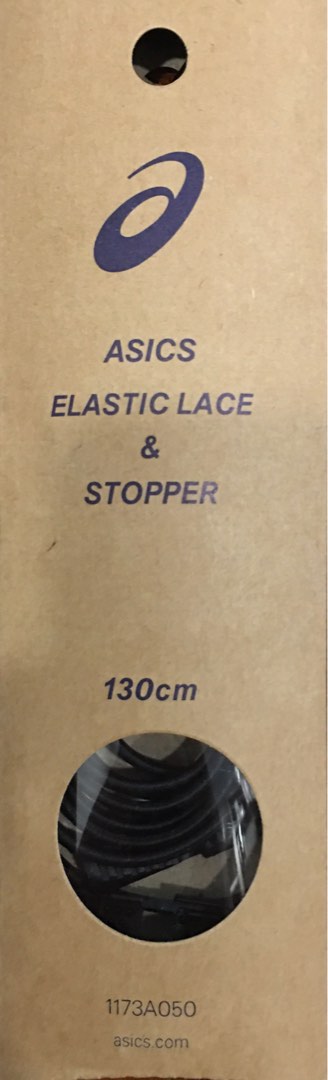 ASICS
ELASTIC LACE
&
STOPPER
130cm
1173A050
asics.com